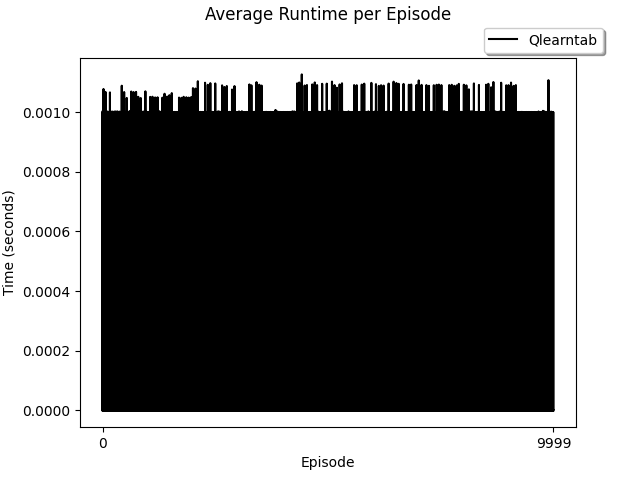 Average Runtime per Episode
Qlearntab
0.0010
0.0008
0.0006
0.0004
0.0002
0.0000
Time (seconds)
0
9999
Episode